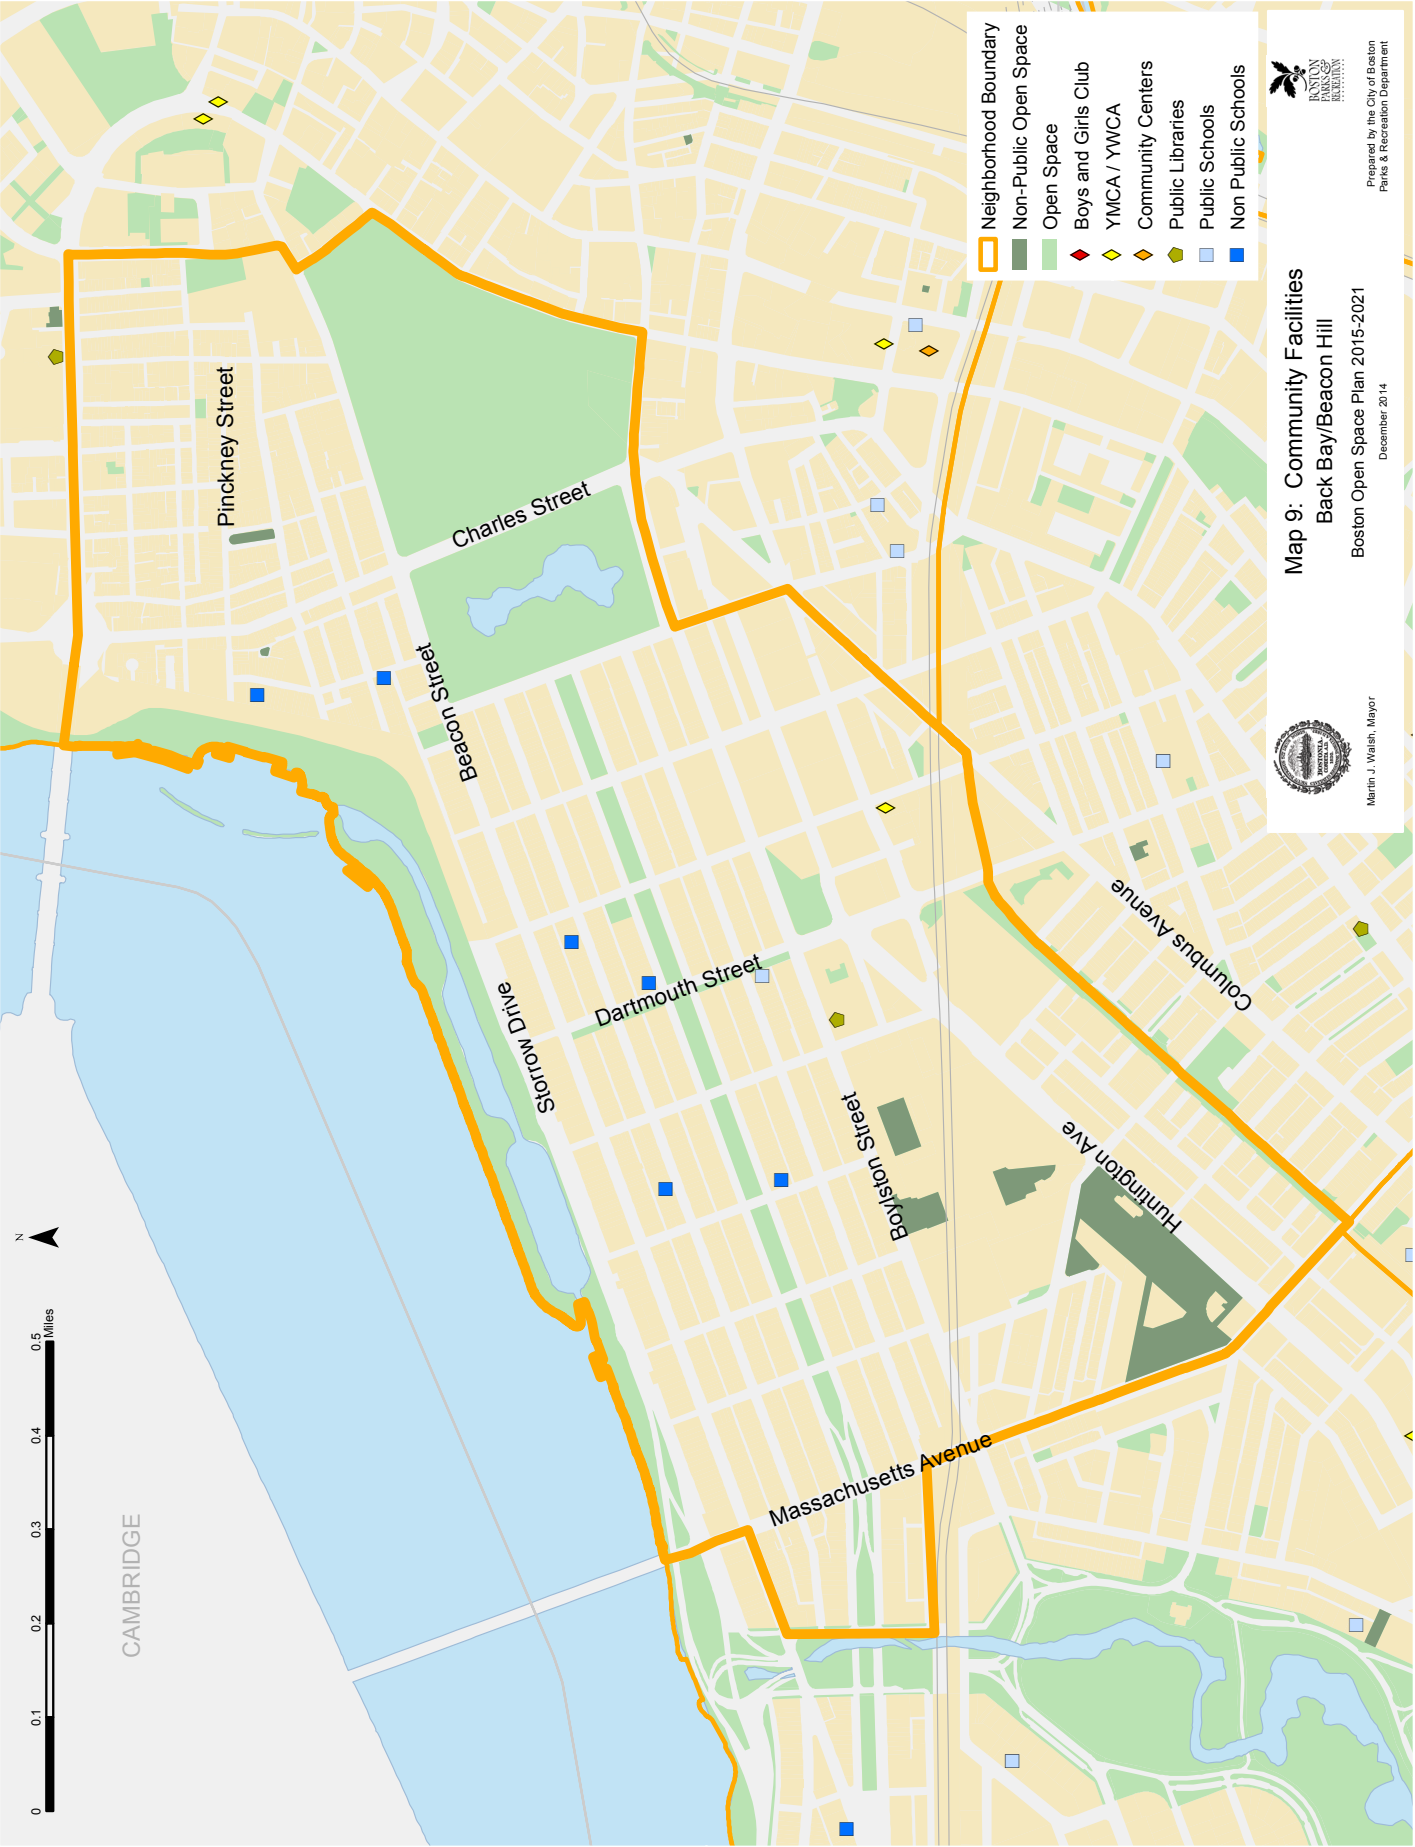 Neighborhood Boundary
Non-Public Open Space
Open Space
Boys and Girls Club
YMCA / YWCA
Community Centers
Public Libraries
Public Schools
Non Public Schools
BOSTON
PARKS &
RECREATION
Prepared by the City of Boston
Parks & Recreation Department
Map 9: Community Facilities
Back Bay/Beacon Hill
Boston Open Space Plan 2015-2021
December 2014
Martin J. Walsh, Mayor
Pinckney Street
Charles Street
Beacon Street
Storrow Drive
Dartmouth Street
Boylston Street
Columbus Avenue
Huntington Ave
Massachusetts Avenue
CAMBRIDGE
N
0 0.1 0.2 0.3 0.4 0.5
Miles